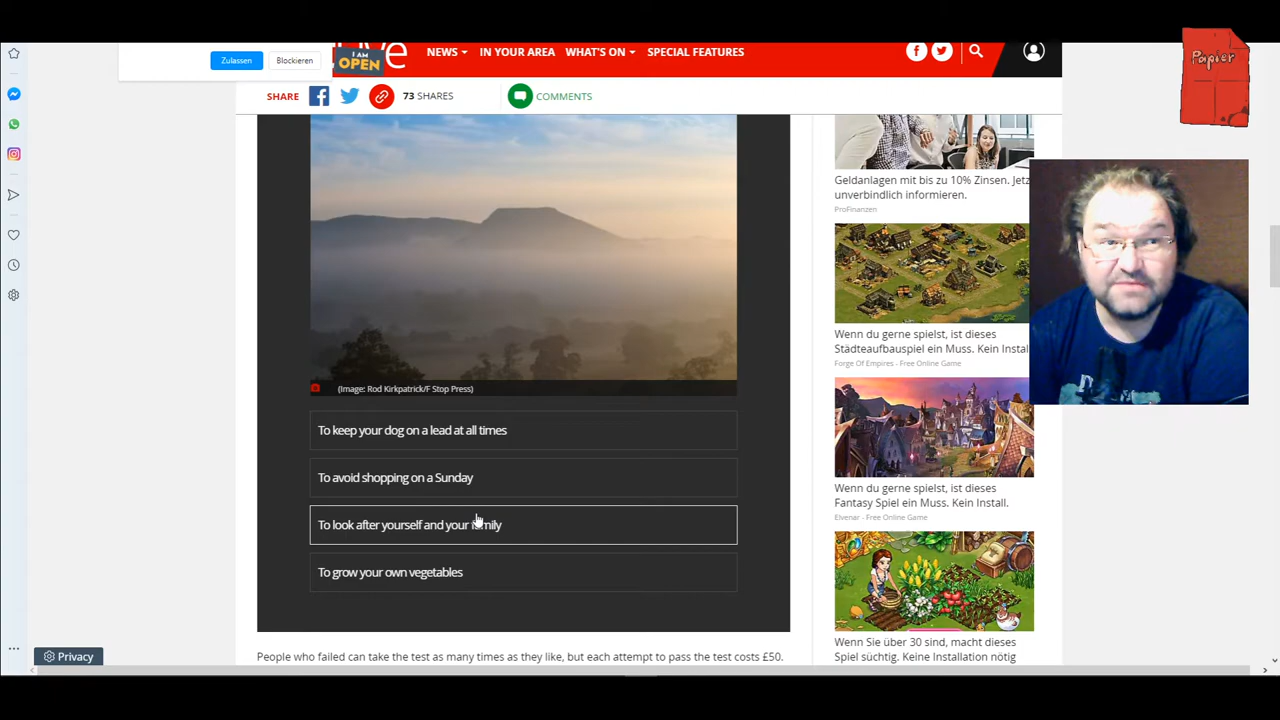 Zulassen
Blockieren
I AM
OPEN
NEWS
IN YOUR AREA
WHAT'S ON
SPECIAL FEATURES
Papier
SHARE
73 SHARES
COMMENTS
(Image: Rod Kirkpatrick/F Stop Press)
To keep your dog on a lead at all times
To avoid shopping on a Sunday
To look after yourself and your family
To grow your own vegetables
People who failed can take the test as many times as they like, but each attempt to pass the test costs £50.
Geldanlagen mit bis zu 10% Zinsen. Jetz
unverbindlich informieren.
ProFinanzen
Wenn du gerne spielst, ist dieses
Städteaufbauspiel ein Muss. Kein Instal
Forge Of Empires - Free Online Game
Wenn du gerne spielst, ist dieses
Fantasy Spiel ein Muss. Kein Install.
Elvenar - Free Online Game
Wenn Sie über 30 sind, macht dieses
Spiel süchtig. Keine Installation nötig
Privacy